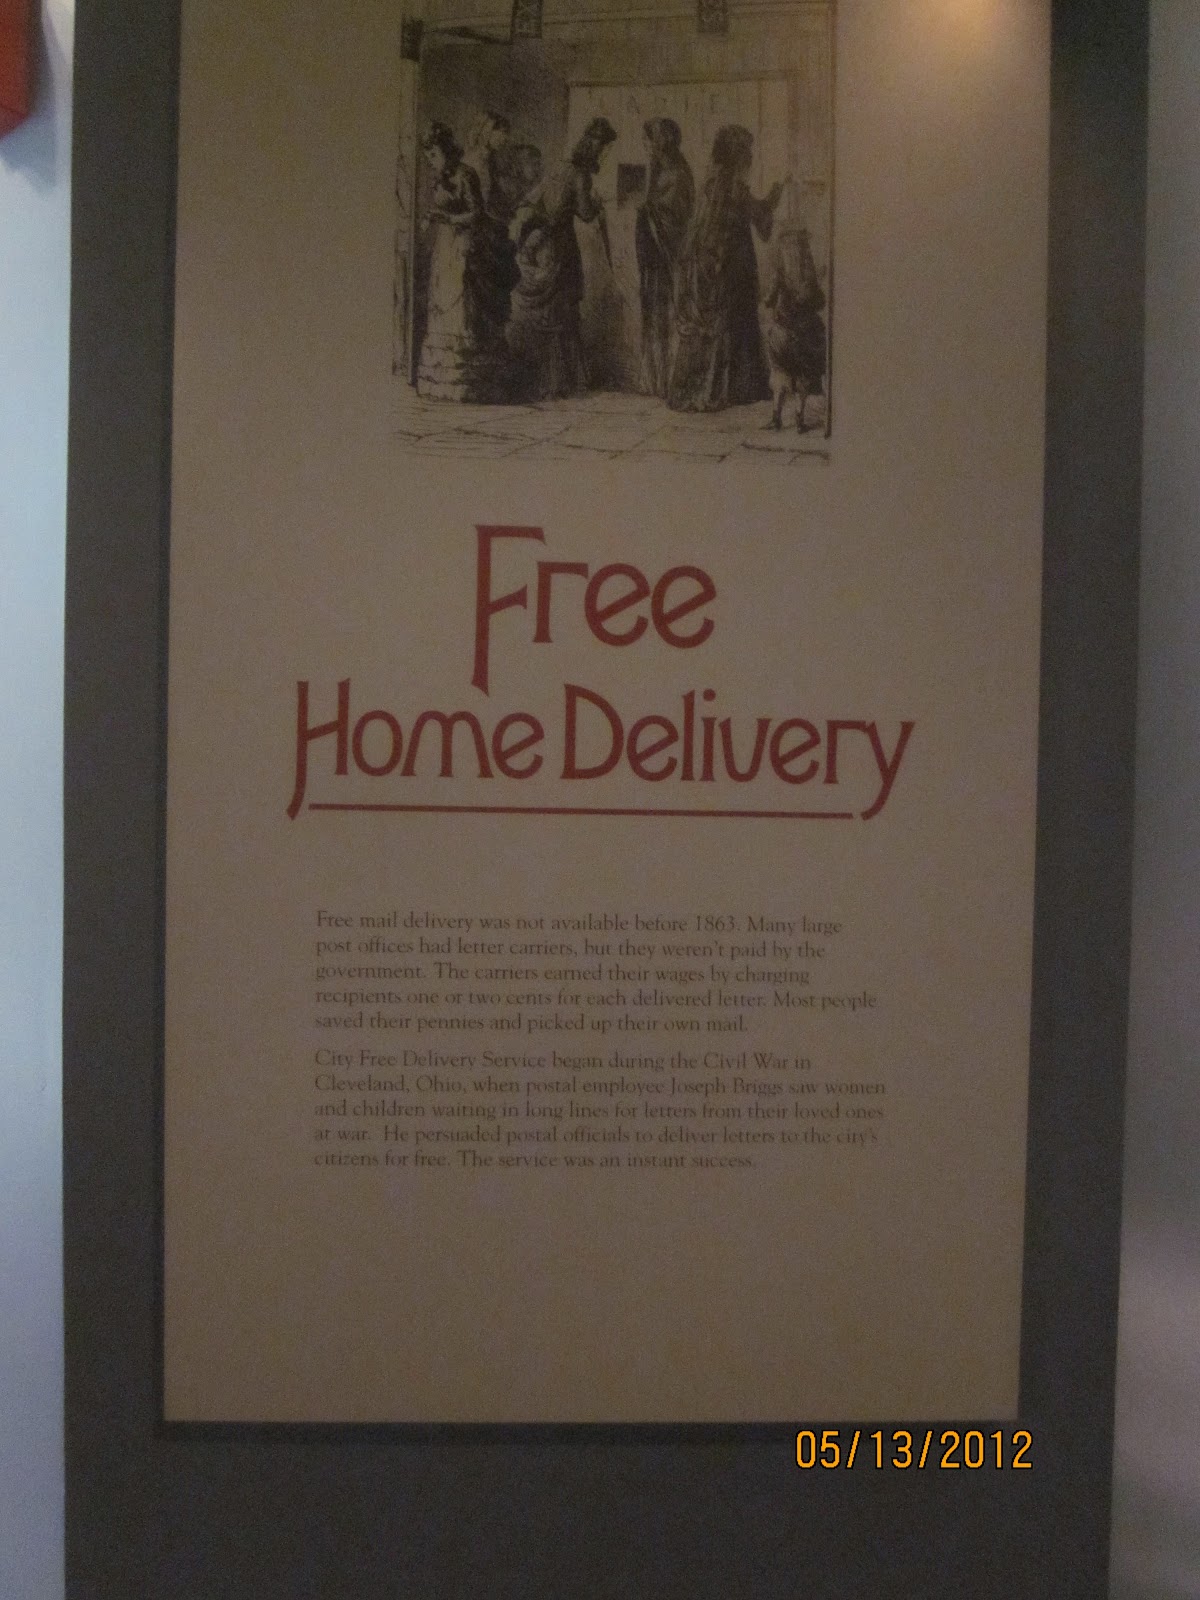 LADIE
Free
Home Delivery
Free mail delivery was not available before 1863. Many large
post offices had letter carriers, but they weren't paid by the
government. The carriers earned their wages by charging
recipients one or two cents for each delivered letter. Most people
saved their pennies and picked up their own mail.
City Free Delivery Service began during the Civil War in
Cleveland, Ohio, when postal employee Joseph Briggs saw women
and children waiting in long lines for letters from their loved ones
at war. He persuaded postal officials to deliver letters to the city's
citizens for free. The service was an instant success.
05/13/2012